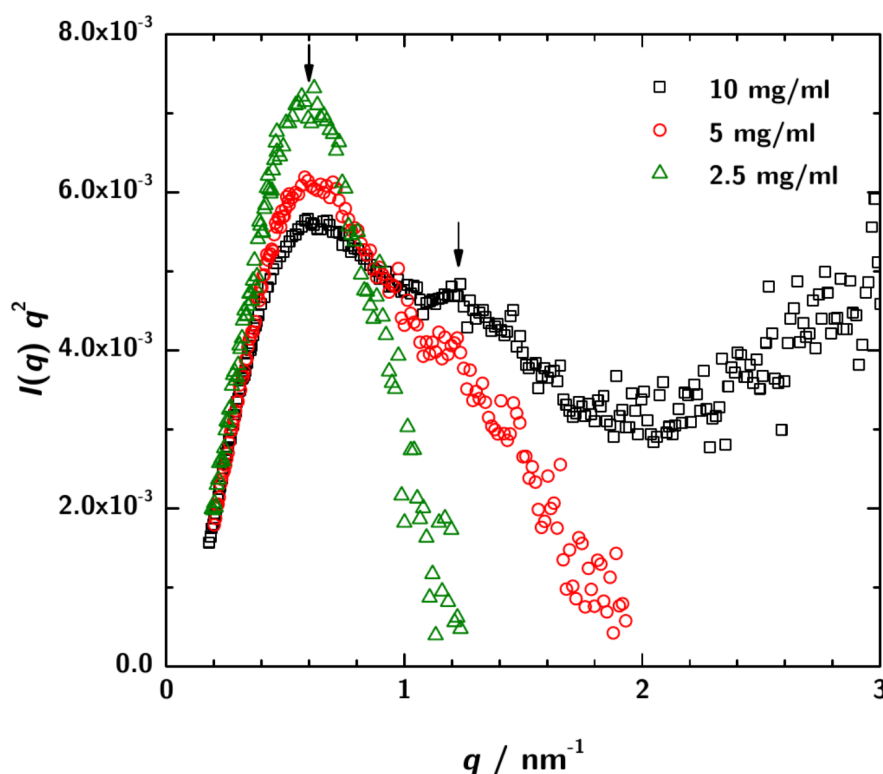 8.0x10⁻³
6.0x10⁻³
4.0x10⁻³
2.0x10⁻³
0.0
I(q) q²
10 mg/ml
5 mg/ml
2.5 mg/ml
0 1 2 3
q / nm⁻¹